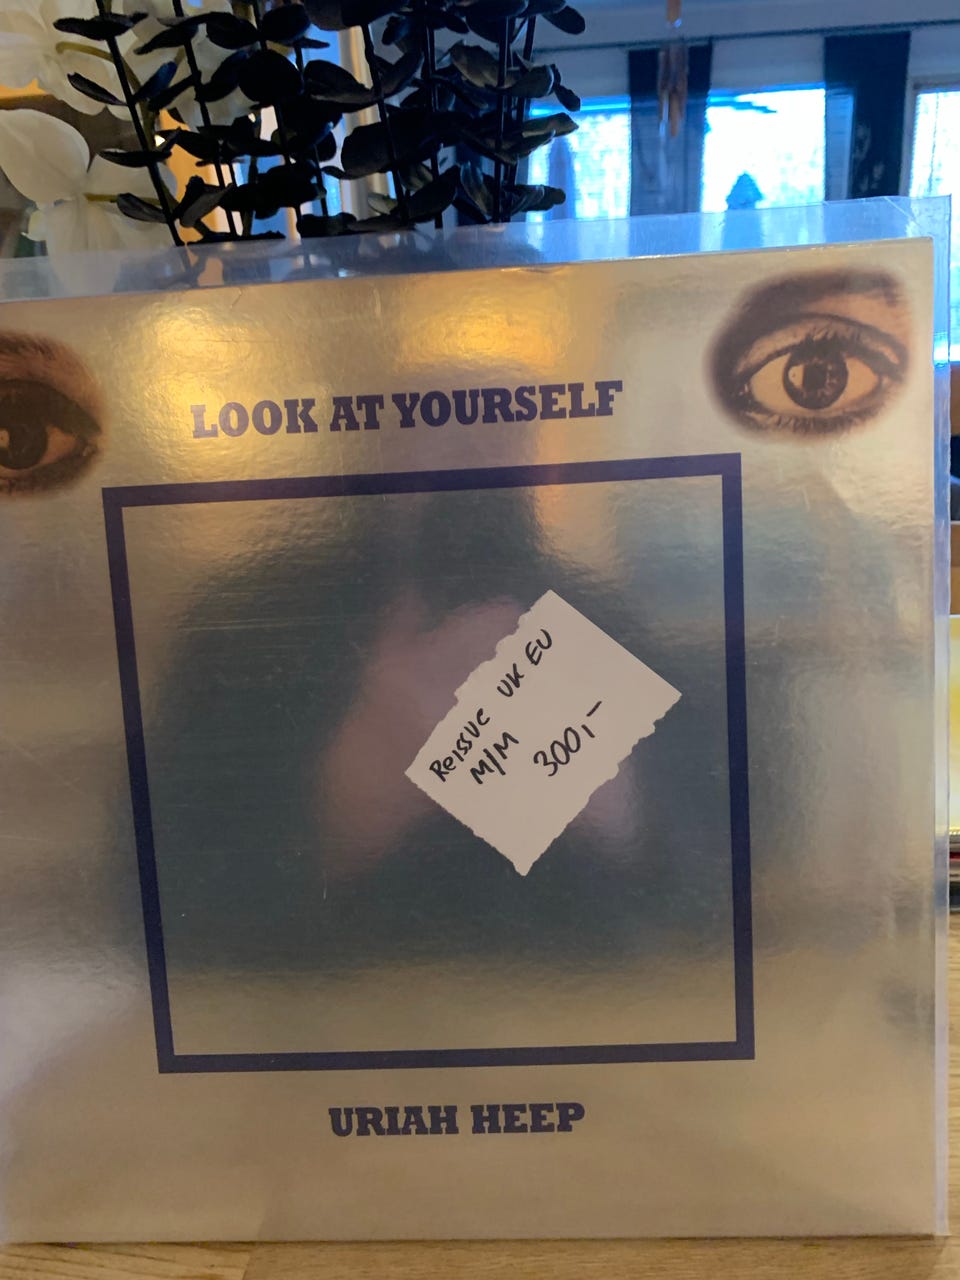 LOOK AT YOURSELF
Reissue UK EU
M/M
300,-
URIAH HEEP